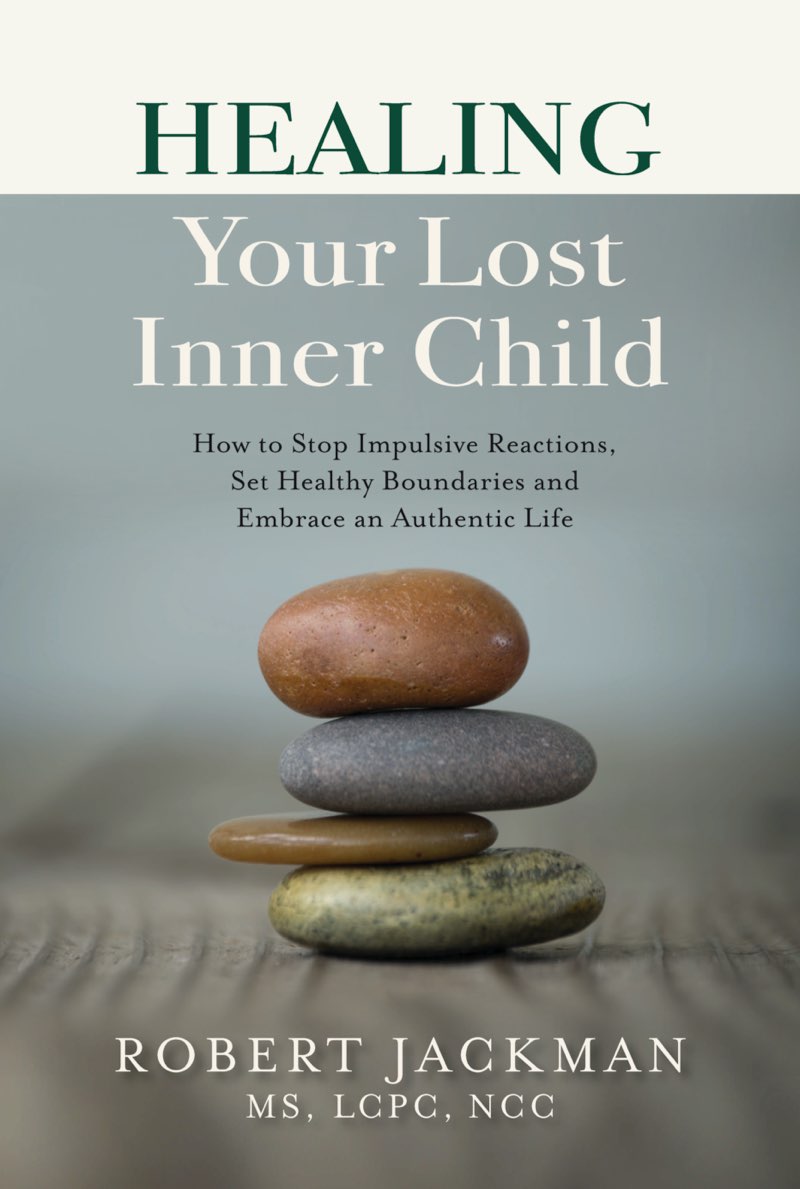 HEALING
Your Lost
Inner Child
How to Stop Impulsive Reactions,
Set Healthy Boundaries and
Embrace an Authentic Life
ROBERT JACKMAN
MS, LCPC, NCC